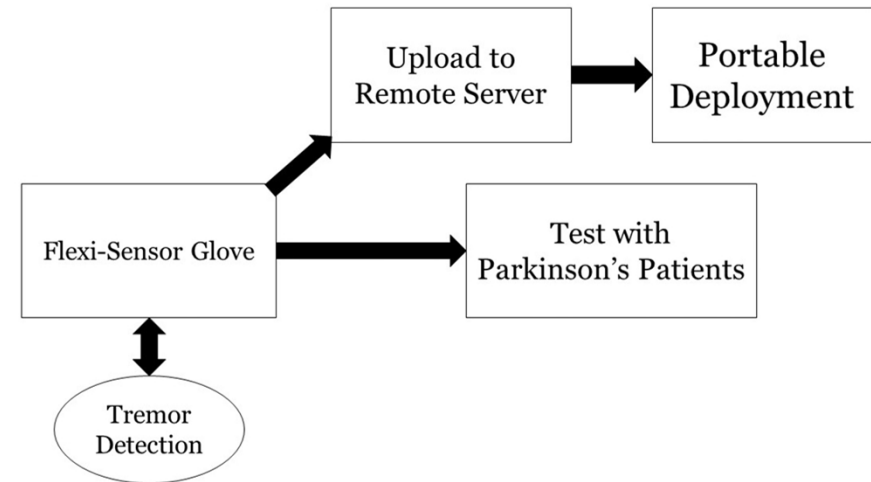 Upload to
Remote Server
Portable
Deployment
Flexi-Sensor Glove
Test with
Parkinson’s Patients
Tremor
Detection